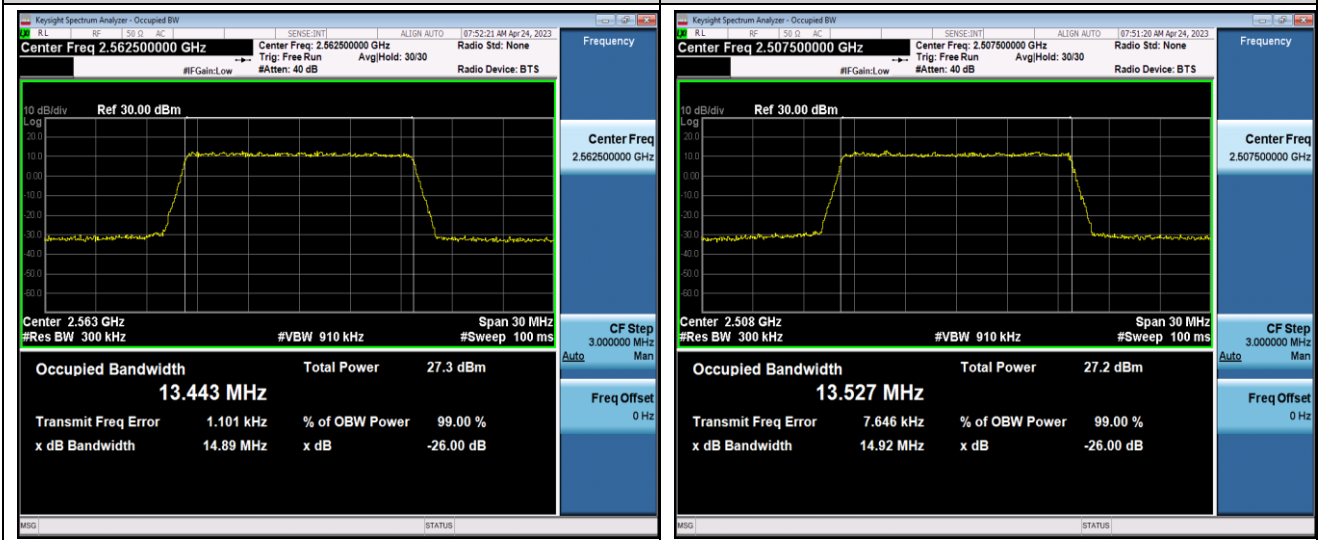 Keysight Spectrum Analyzer - Occupied BW
RL RF 50 Ω AC SENSE:INT ALIGN AUTO 07:52:21 AM Apr 24, 2023
Center Freq 2.562500000 GHz Center Freq: 2.562500000 GHz Radio Std: None Frequency
Trig: Free Run Avg|Hold: 30/30
#IFGain:Low #Atten: 40 dB Radio Device: BTS
10 dB/div Ref 30.00 dBm
Log
20.0
10.0
0.00
-10.0
-20.0
-30.0
-40.0
-50.0
-60.0
Center Freq
2.562500000 GHz
Center 2.563 GHz Span 30 MHz
#Res BW 300 kHz #VBW 910 kHz #Sweep 100 ms
CF Step
3.000000 MHz
Auto Man
Occupied Bandwidth Total Power 27.3 dBm
13.443 MHz
Transmit Freq Error 1.101 kHz % of OBW Power 99.00 %
x dB Bandwidth 14.89 MHz x dB -26.00 dB
Freq Offset
0 Hz
MSG STATUS
Keysight Spectrum Analyzer - Occupied BW
RL RF 50 Ω AC SENSE:INT ALIGN AUTO 07:51:20 AM Apr 24, 2023
Center Freq 2.507500000 GHz Center Freq: 2.507500000 GHz Radio Std: None Frequency
Trig: Free Run Avg|Hold: 30/30
#IFGain:Low #Atten: 40 dB Radio Device: BTS
10 dB/div Ref 30.00 dBm
Log
20.0
10.0
0.00
-10.0
-20.0
-30.0
-40.0
-50.0
-60.0
Center Freq
2.507500000 GHz
Center 2.508 GHz Span 30 MHz
#Res BW 300 kHz #VBW 910 kHz #Sweep 100 ms
CF Step
3.000000 MHz
Auto Man
Occupied Bandwidth Total Power 27.2 dBm
13.527 MHz
Transmit Freq Error 7.646 kHz % of OBW Power 99.00 %
x dB Bandwidth 14.92 MHz x dB -26.00 dB
Freq Offset
0 Hz
MSG STATUS